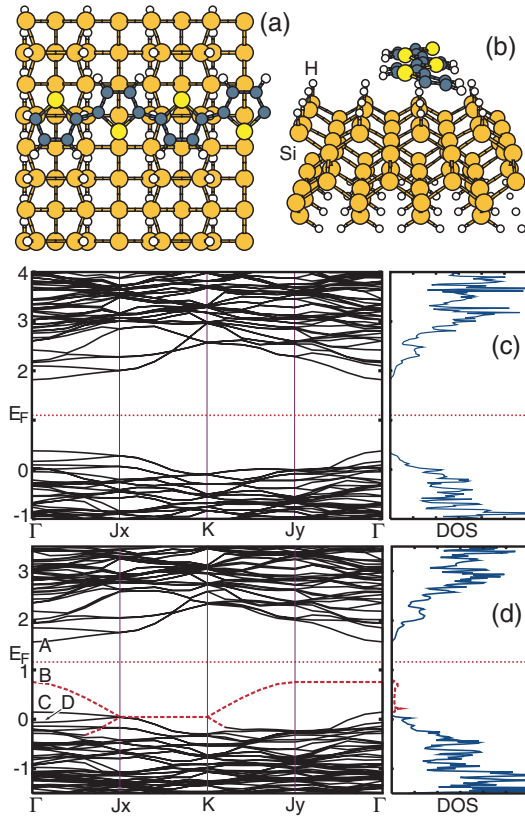 (a)
(b)
H
Si
4
3
2
E_F
0
-1
Γ Jx K Jy Γ
DOS
(c)
3
2
A
E_F
1
B
C D
0
-1
Γ Jx K Jy Γ
DOS
(d)